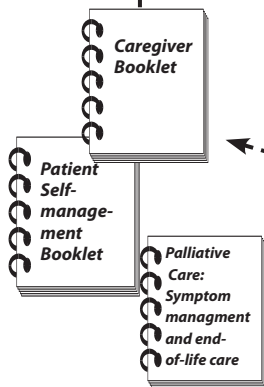 Caregiver
Booklet
Patient
Self-
manage-
ment
Booklet
Palliative
Care:
Symptom
managment
and end-
of-life care